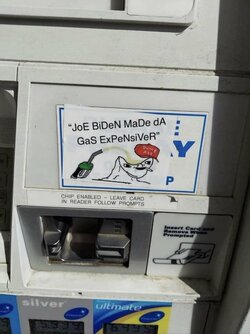 "JoE BiDeN MaDe dA
GaS ExPeNsiVeR"
CHIP ENABLED - LEAVE CARD
IN READER FOLLOW PROMPTS
Insert Card and
Remove When
Prompted
silver
ultimate